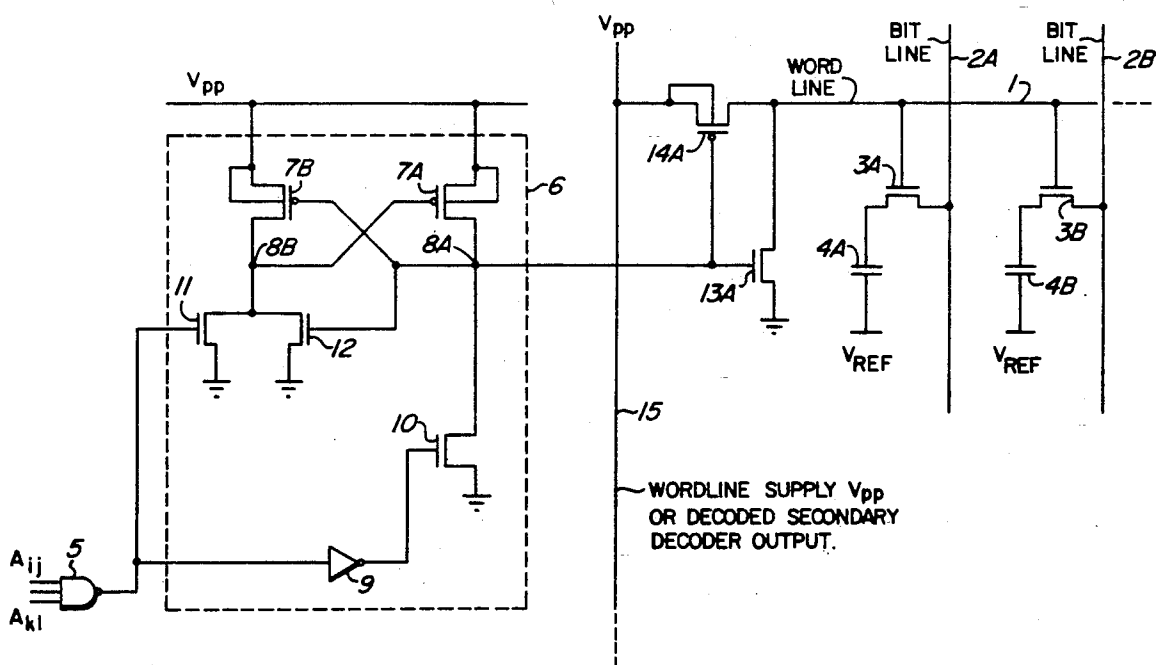 Vpp
BIT
LINE
2A
BIT
LINE
2B
Vpp
WORD
LINE
1
14A
3A
7B
7A
6
3B
8B
8A
4A
4B
13A
11
12
VREF
VREF
10
15
WORDLINE SUPPLY Vpp
OR DECODED SECONDARY
DECODER OUTPUT.
Aij
5
9
Akl